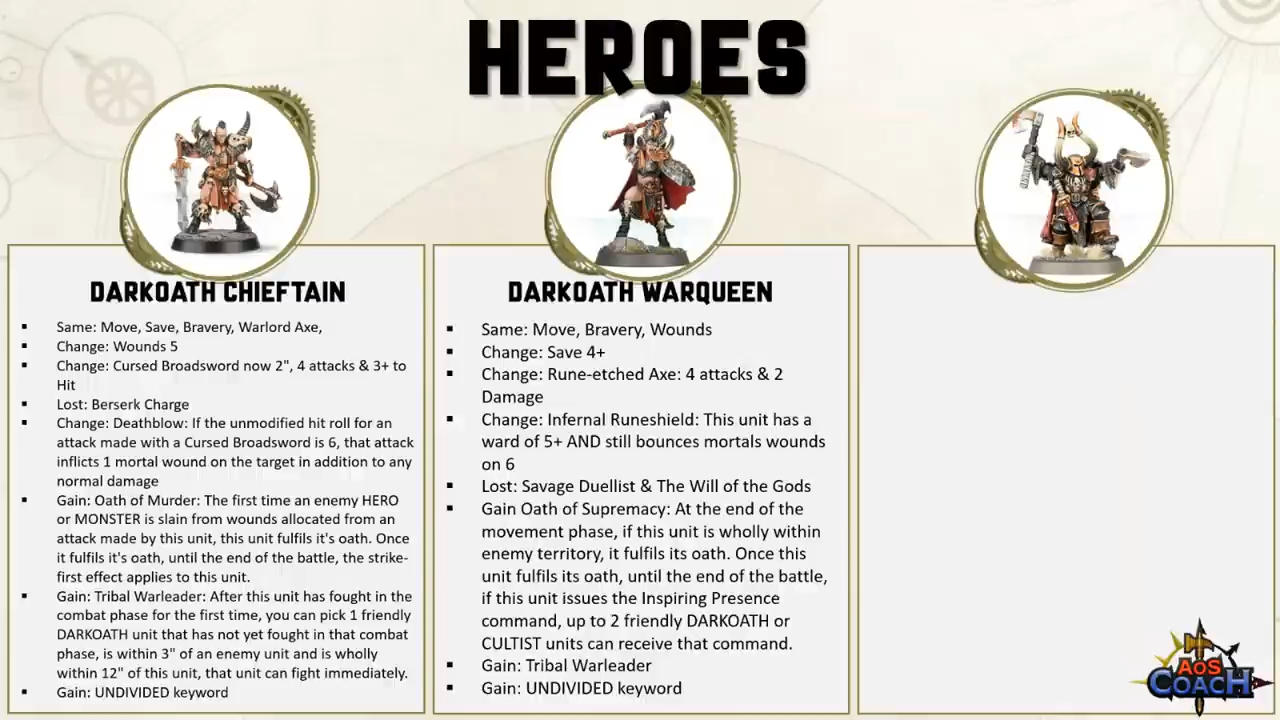 HEROES
DARKOATH CHIEFTAIN
▪ Same: Move, Save, Bravery, Warlord Axe,
▪ Change: Wounds 5
▪ Change: Cursed Broadsword now 2", 4 attacks & 3+ to
Hit
▪ Lost: Berserk Charge
▪ Change: Deathblow: If the unmodified hit roll for an
attack made with a Cursed Broadsword is 6, that attack
inflicts 1 mortal wound on the target in addition to any
normal damage
▪ Gain: Oath of Murder: The first time an enemy HERO
or MONSTER is slain from wounds allocated from an
attack made by this unit, this unit fulfils it's oath. Once
it fulfils it's oath, until the end of the battle, the strike-
first effect applies to this unit.
▪ Gain: Tribal Warleader: After this unit has fought in the
combat phase for the first time, you can pick 1 friendly
DARKOATH unit that has not yet fought in that combat
phase, is within 3" of an enemy unit and is wholly
within 12" of this unit, that unit can fight immediately.
▪ Gain: UNDIVIDED keyword
DARKOATH WARQUEEN
▪ Same: Move, Bravery, Wounds
▪ Change: Save 4+
▪ Change: Rune-etched Axe: 4 attacks & 2
Damage
▪ Change: Infernal Runeshield: This unit has a
ward of 5+ AND still bounces mortals wounds
on 6
▪ Lost: Savage Duellist & The Will of the Gods
▪ Gain Oath of Supremacy: At the end of the
movement phase, if this unit is wholly within
enemy territory, it fulfils its oath. Once this
unit fulfils its oath, until the end of the battle,
if this unit issues the Inspiring Presence
command, up to 2 friendly DARKOATH or
CULTIST units can receive that command.
▪ Gain: Tribal Warleader
▪ Gain: UNDIVIDED keyword
AoS
COACH